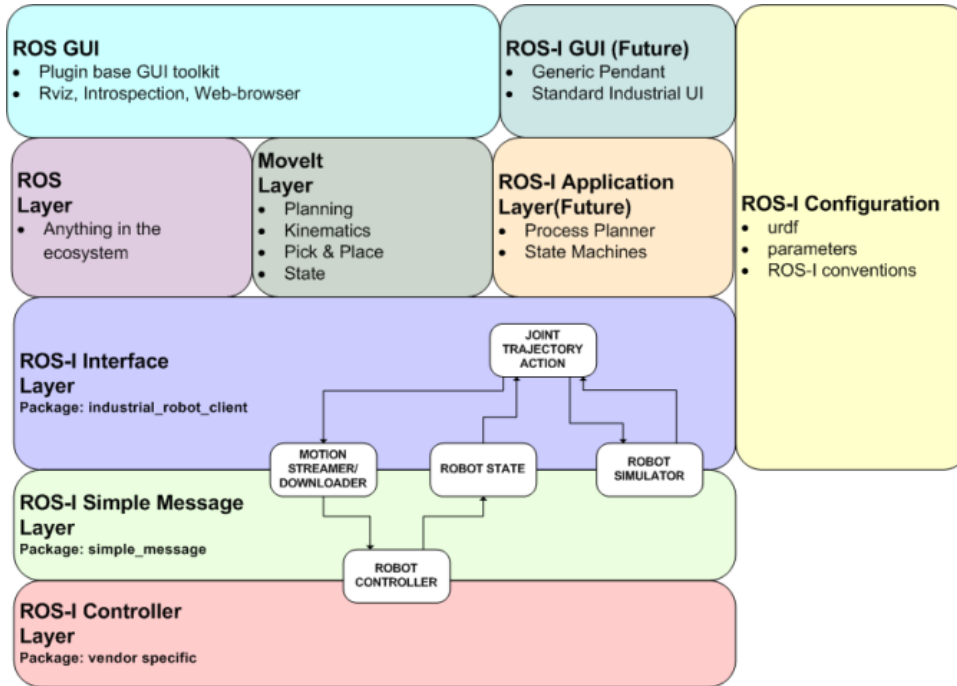 ROS GUI
• Plugin base GUI toolkit
• Rviz, Introspection, Web-browser
ROS-I GUI (Future)
• Generic Pendant
• Standard Industrial UI
ROS
Layer
• Anything in the
ecosystem
MoveIt
Layer
• Planning
• Kinematics
• Pick & Place
• State
ROS-I Application
Layer(Future)
• Process Planner
• State Machines
ROS-I Configuration
• urdf
• parameters
• ROS-I conventions
ROS-I Interface
Layer
Package: industrial_robot_client
JOINT
TRAJECTORY
ACTION
MOTION
STREAMER/
DOWNLOADER
ROBOT STATE
ROBOT
SIMULATOR
ROS-I Simple Message
Layer
Package: simple_message
ROBOT
CONTROLLER
ROS-I Controller
Layer
Package: vendor specific